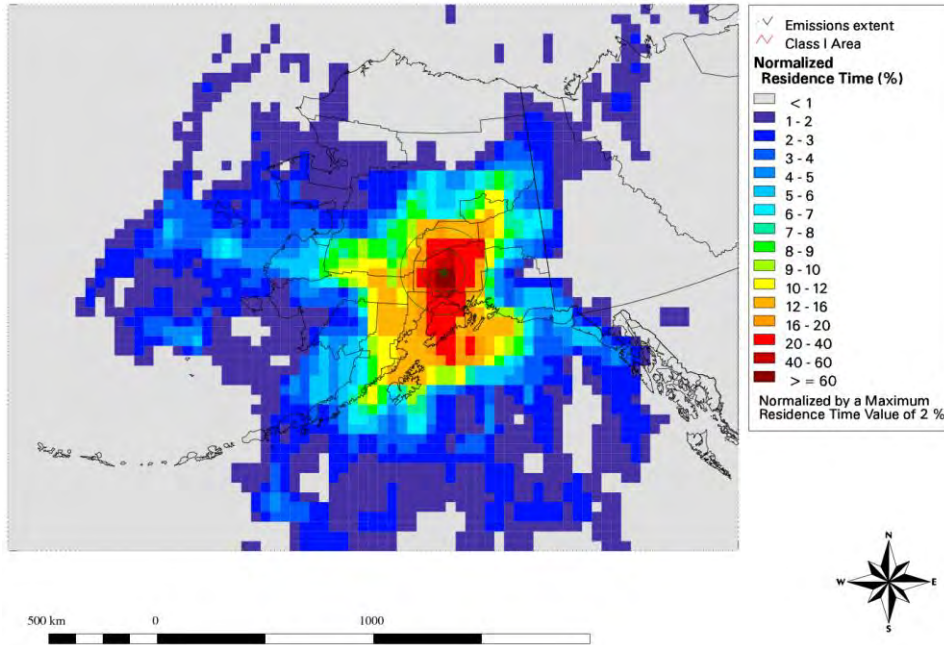 Emissions extent
Class I Area
Normalized
Residence Time (%)
< 1
1 - 2
2 - 3
3 - 4
4 - 5
5 - 6
6 - 7
7 - 8
8 - 9
9 - 10
10 - 12
12 - 16
16 - 20
20 - 40
40 - 60
> = 60
Normalized by a Maximum
Residence Time Value of 2 %
N
W E
S
500 km 0 1000